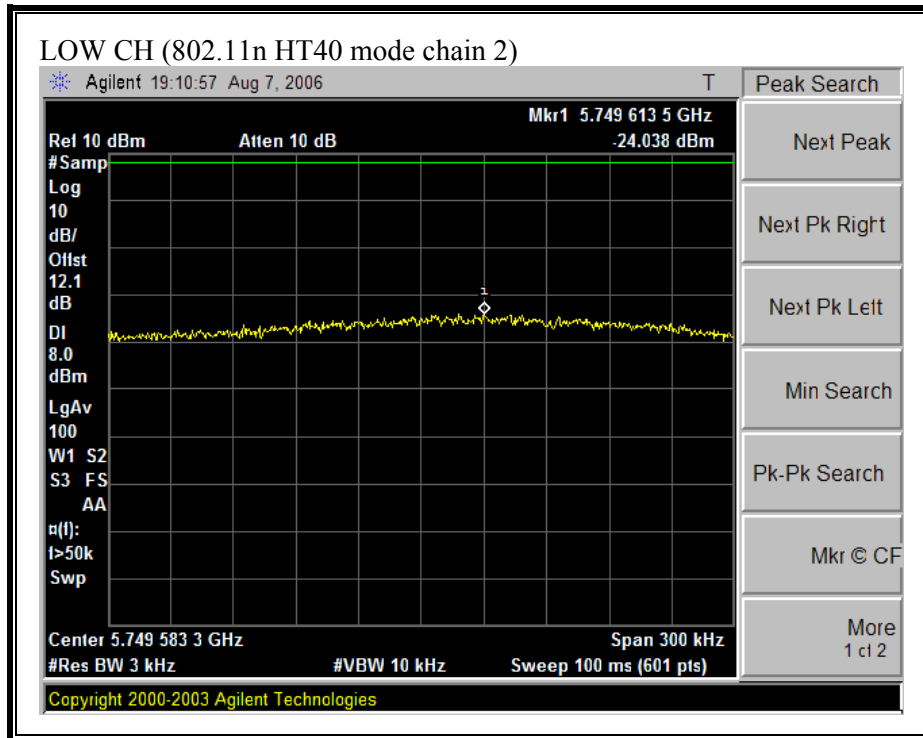 LOW CH (802.11n HT40 mode chain 2)
Agilent 19:10:57 Aug 7, 2006 T
Peak Search
Mkr1 5.749 613 5 GHz
Ref 10 dBm Atten 10 dB -24.038 dBm
#Samp
Log
10
dB/
Offst
12.1
dB
DI
8.0
dBm
LgAv
100
W1 S2
S3 FS
AA
¤(f):
f>50k
Swp
1
Center 5.749 583 3 GHz Span 300 kHz
#Res BW 3 kHz #VBW 10 kHz Sweep 100 ms (601 pts)
Copyright 2000-2003 Agilent Technologies
Next Peak
Next Pk Right
Next Pk Left
Min Search
Pk-Pk Search
Mkr © CF
More
1 of 2